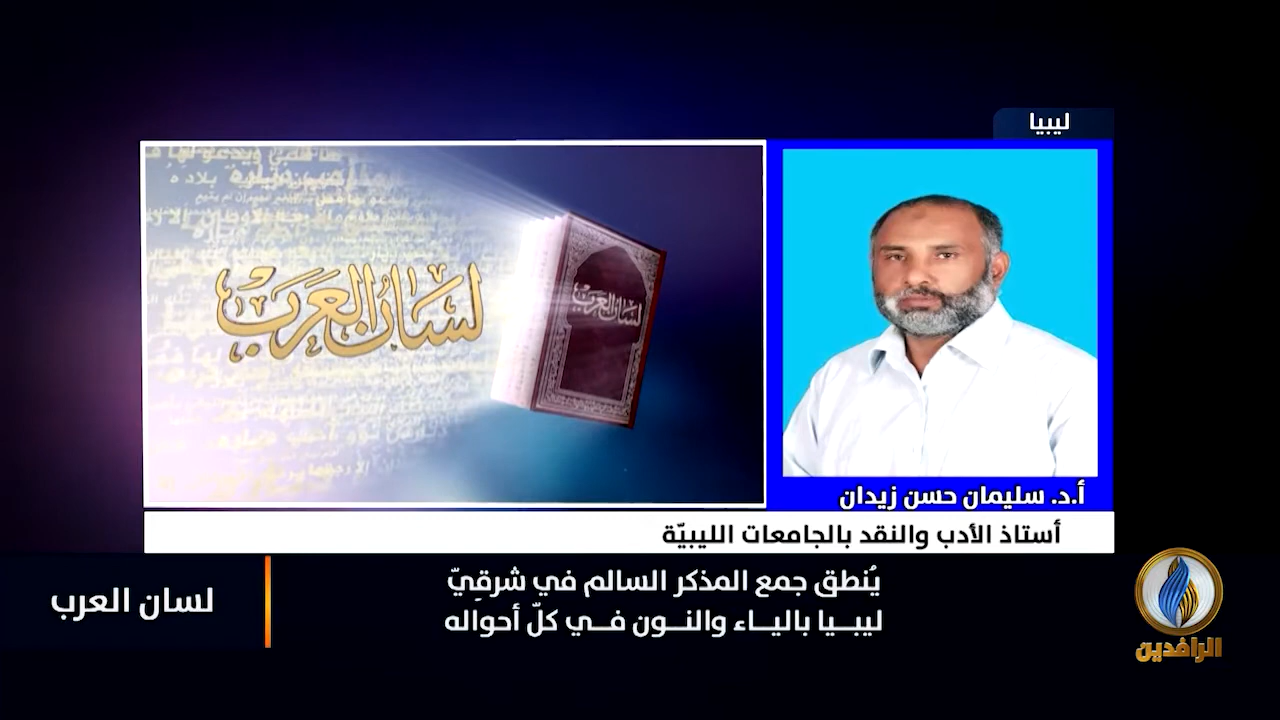 ليبيا
لسان العرب
لسان العرب
أ.د. سليمان حسن زيدان
أستاذ الأدب والنقد بالجامعات الليبيّة
يُنطق جمع المذكر السالم في شرقِيّ
ليبـــيا بالياء والنون في كلّ أحواله
لسان العرب
الرافدين